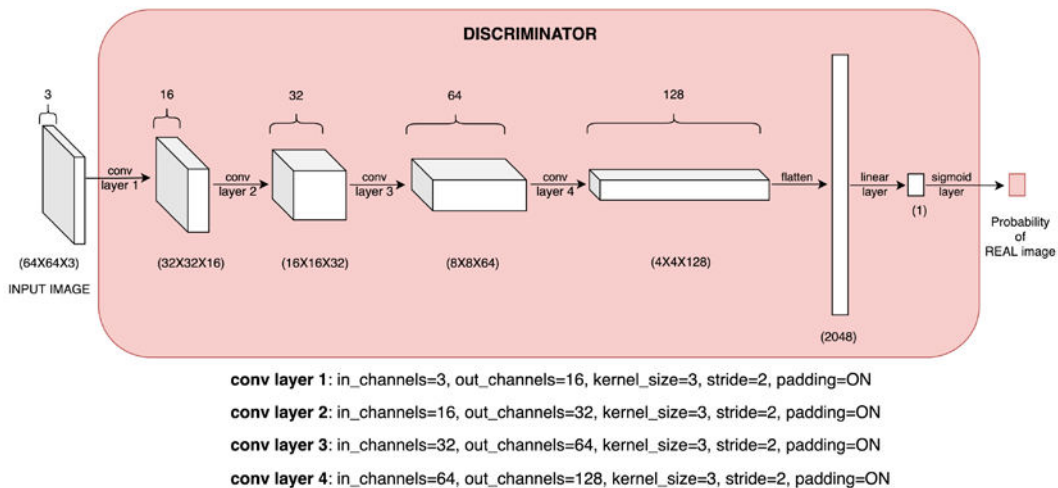 DISCRIMINATOR
3
16
32
64
128
conv
layer 1
conv
layer 2
conv
layer 3
conv
layer 4
flatten
linear
layer
sigmoid
layer
(1)
Probability
of
REAL image
(64X64X3)
(32X32X16)
(16X16X32)
(8X8X64)
(4X4X128)
INPUT IMAGE
(2048)
conv layer 1: in_channels=3, out_channels=16, kernel_size=3, stride=2, padding=ON
conv layer 2: in_channels=16, out_channels=32, kernel_size=3, stride=2, padding=ON
conv layer 3: in_channels=32, out_channels=64, kernel_size=3, stride=2, padding=ON
conv layer 4: in_channels=64, out_channels=128, kernel_size=3, stride=2, padding=ON